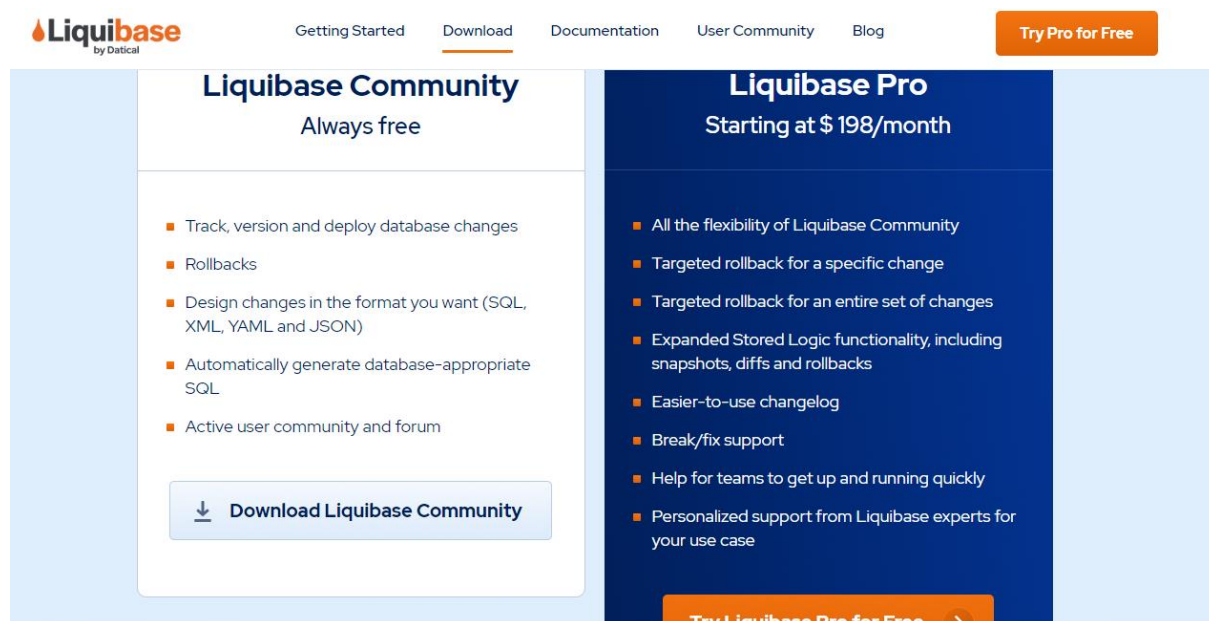 Liquibase
by Datical
Getting Started
Download
Documentation
User Community
Blog
Try Pro for Free
Liquibase Community
Always free
Track, version and deploy database changes
Rollbacks
Design changes in the format you want (SQL,
XML, YAML and JSON)
Automatically generate database-appropriate
SQL
Active user community and forum
Download Liquibase Community
Liquibase Pro
Starting at $ 198/month
All the flexibility of Liquibase Community
Targeted rollback for a specific change
Targeted rollback for an entire set of changes
Expanded Stored Logic functionality, including
snapshots, diffs and rollbacks
Easier-to-use changelog
Break/fix support
Help for teams to get up and running quickly
Personalized support from Liquibase experts for
your use case
Try Liquibase Pro for Free